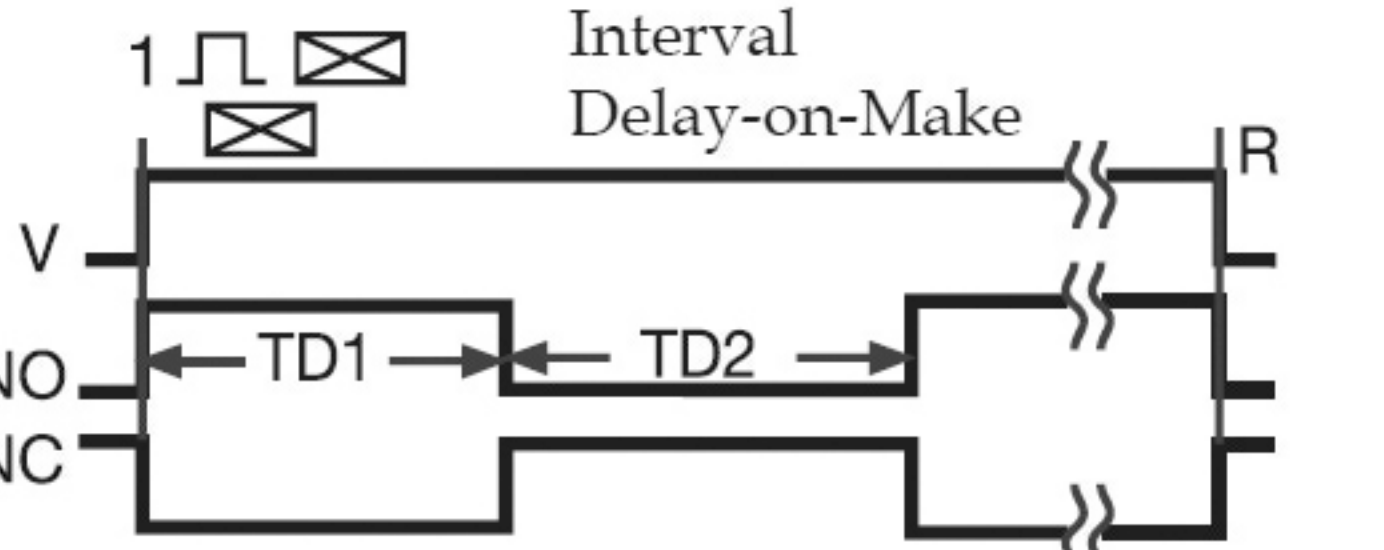 1
Interval
Delay-on-Make
R
V
TD1
TD2
NO
NC